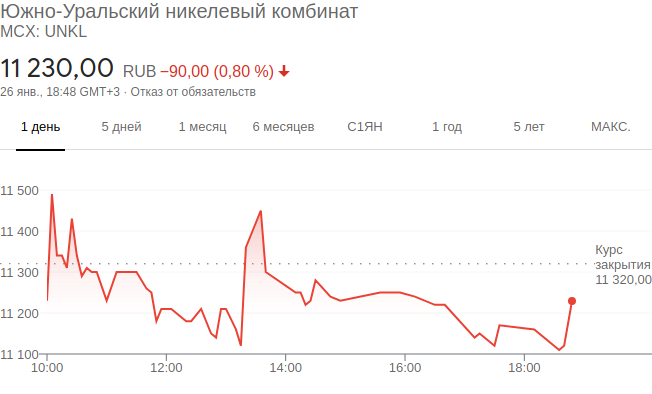 Южно-Уральский никелевый комбинат
MCX: UNKL
11 230,00 RUB −90,00 (0,80 %)
26 янв., 18:48 GMT+3 · Отказ от обязательств
1 день 5 дней 1 месяц 6 месяцев С1ЯН 1 год 5 лет МАКС.
11 500
11 400
11 300
11 200
11 100
Курс
закрытия
11 320,00
10:00 12:00 14:00 16:00 18:00